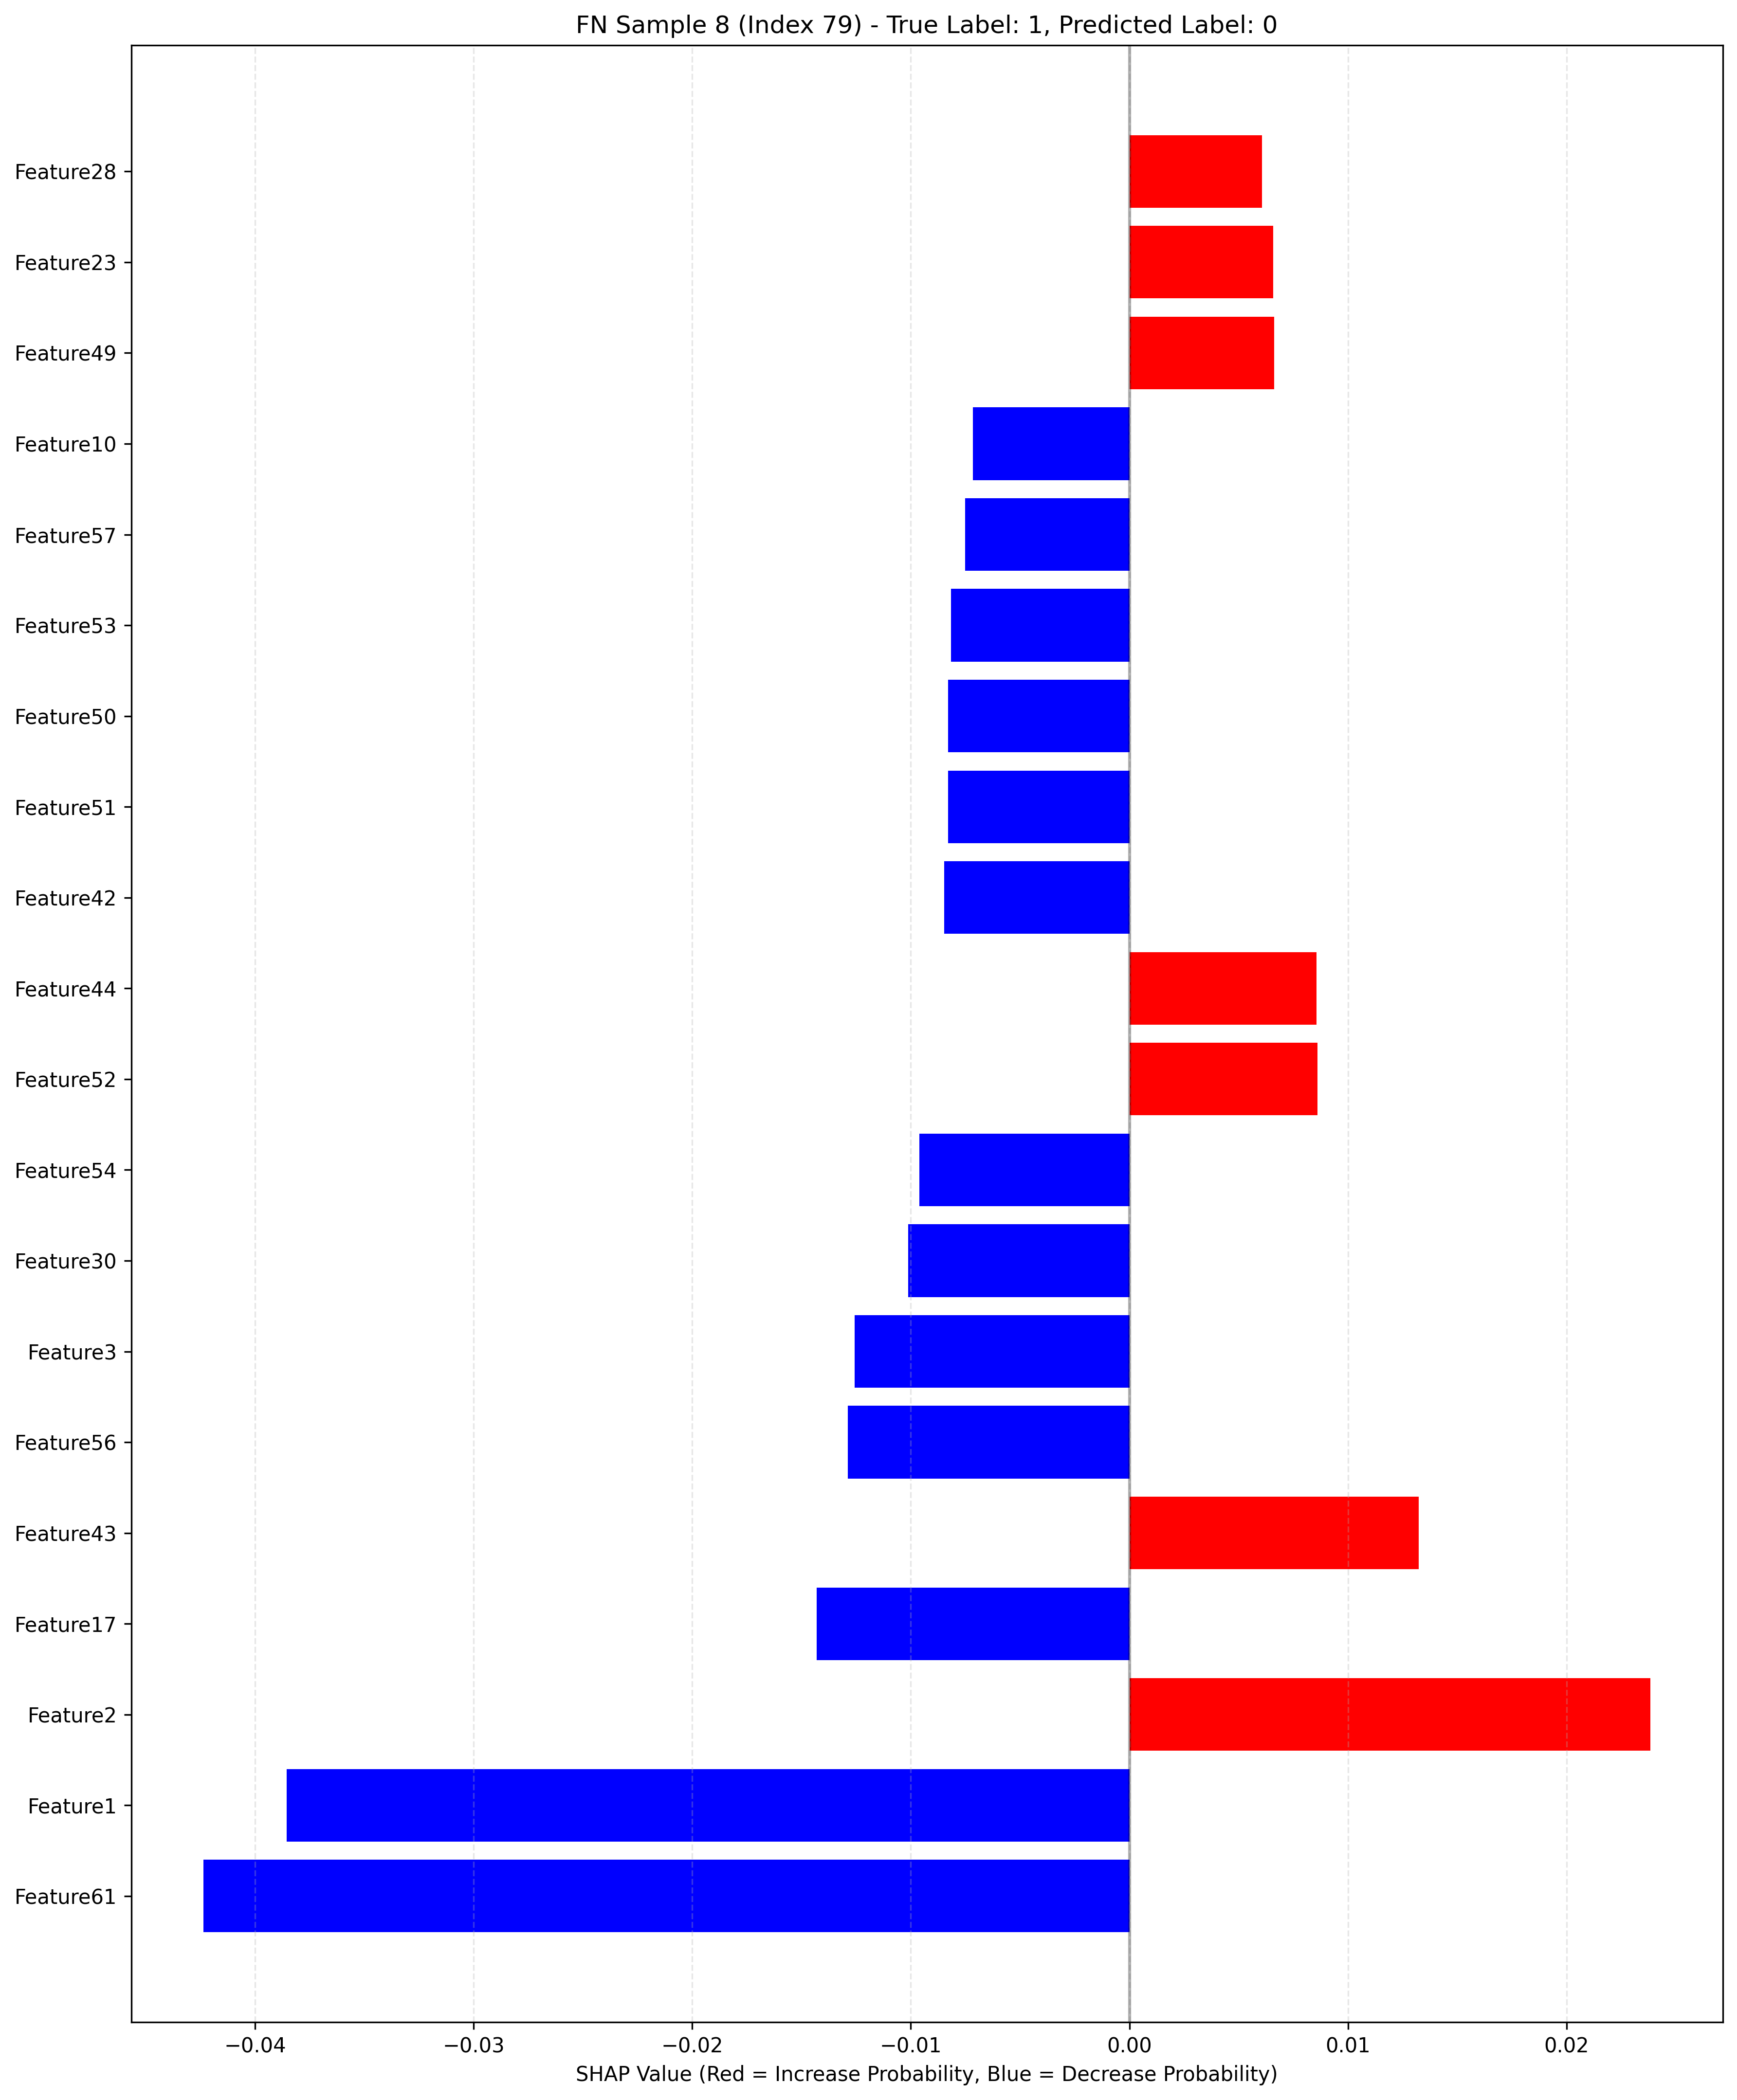 FN Sample 8 (Index 79) - True Label: 1, Predicted Label: 0
Feature28
Feature23
Feature49
Feature10
Feature57
Feature53
Feature50
Feature51
Feature42
Feature44
Feature52
Feature54
Feature30
Feature3
Feature56
Feature43
Feature17
Feature2
Feature1
Feature61
−0.04 −0.03 −0.02 −0.01 0.00 0.01 0.02
SHAP Value (Red = Increase Probability, Blue = Decrease Probability)